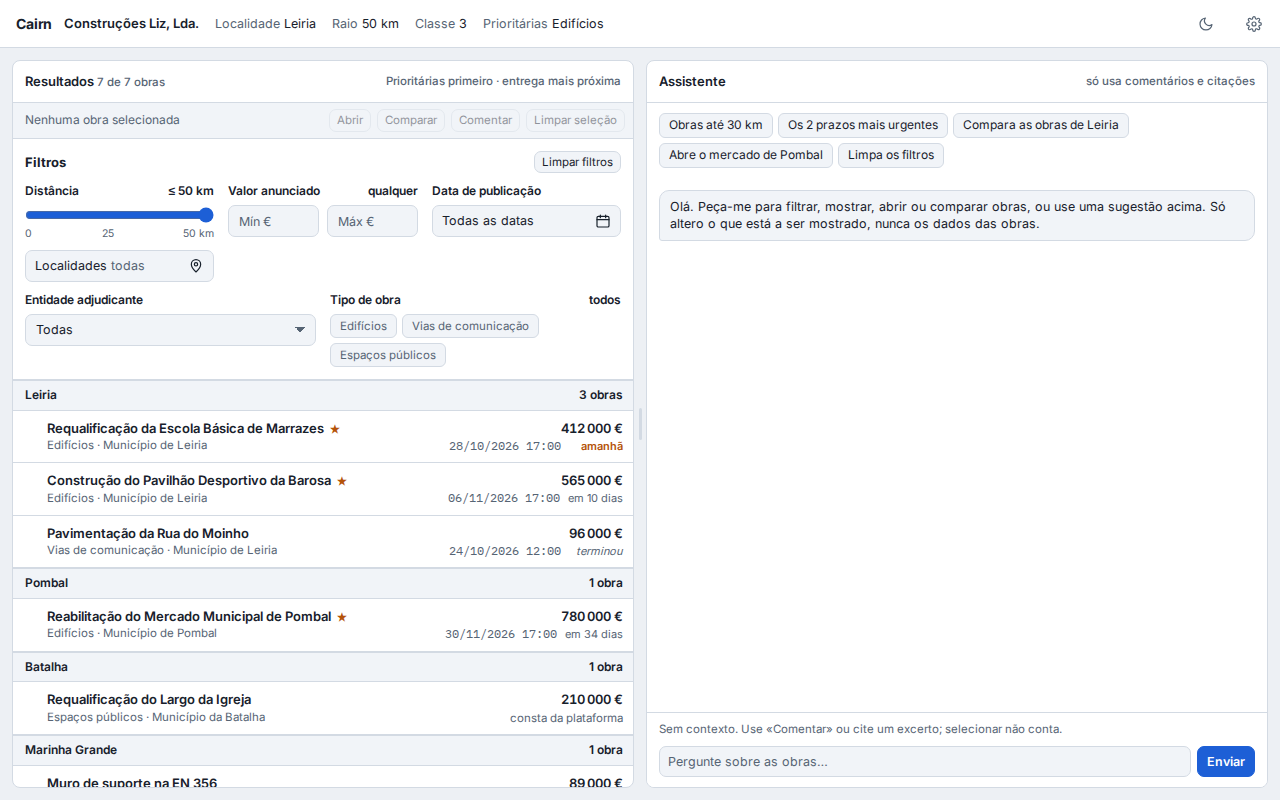 Cairn Construções Liz, Lda. Localidade Leiria Raio 50 km Classe 3 Prioritárias Edifícios
Resultados 7 de 7 obras Prioritárias primeiro · entrega mais próxima
Nenhuma obra selecionada Abrir Comparar Comentar Limpar seleção
Filtros Limpar filtros
Distância ≤ 50 km Valor anunciado qualquer Data de publicação
Mín € Máx € Todas as datas
0 25 50 km
Localidades todas
Entidade adjudicante Tipo de obra todos
Todas Edifícios Vias de comunicação
Espaços públicos
Leiria 3 obras
Requalificação da Escola Básica de Marrazes ★ 412 000 €
Edifícios · Município de Leiria 28/10/2026 17:00 amanhã
Construção do Pavilhão Desportivo da Barosa ★ 565 000 €
Edifícios · Município de Leiria 06/11/2026 17:00 em 10 dias
Pavimentação da Rua do Moinho 96 000 €
Vias de comunicação · Município de Leiria 24/10/2026 12:00 terminou
Pombal 1 obra
Reabilitação do Mercado Municipal de Pombal ★ 780 000 €
Edifícios · Município de Pombal 30/11/2026 17:00 em 34 dias
Batalha 1 obra
Requalificação do Largo da Igreja 210 000 €
Espaços públicos · Município da Batalha consta da plataforma
Marinha Grande 1 obra
Muro de suporte na EN 356 89 000 €
Assistente só usa comentários e citações
Obras até 30 km Os 2 prazos mais urgentes Compara as obras de Leiria
Abre o mercado de Pombal Limpa os filtros
Olá. Peça-me para filtrar, mostrar, abrir ou comparar obras, ou use uma sugestão acima. Só
altero o que está a ser mostrado, nunca os dados das obras.
Sem contexto. Use «Comentar» ou cite um excerto; selecionar não conta.
Pergunte sobre as obras... Enviar